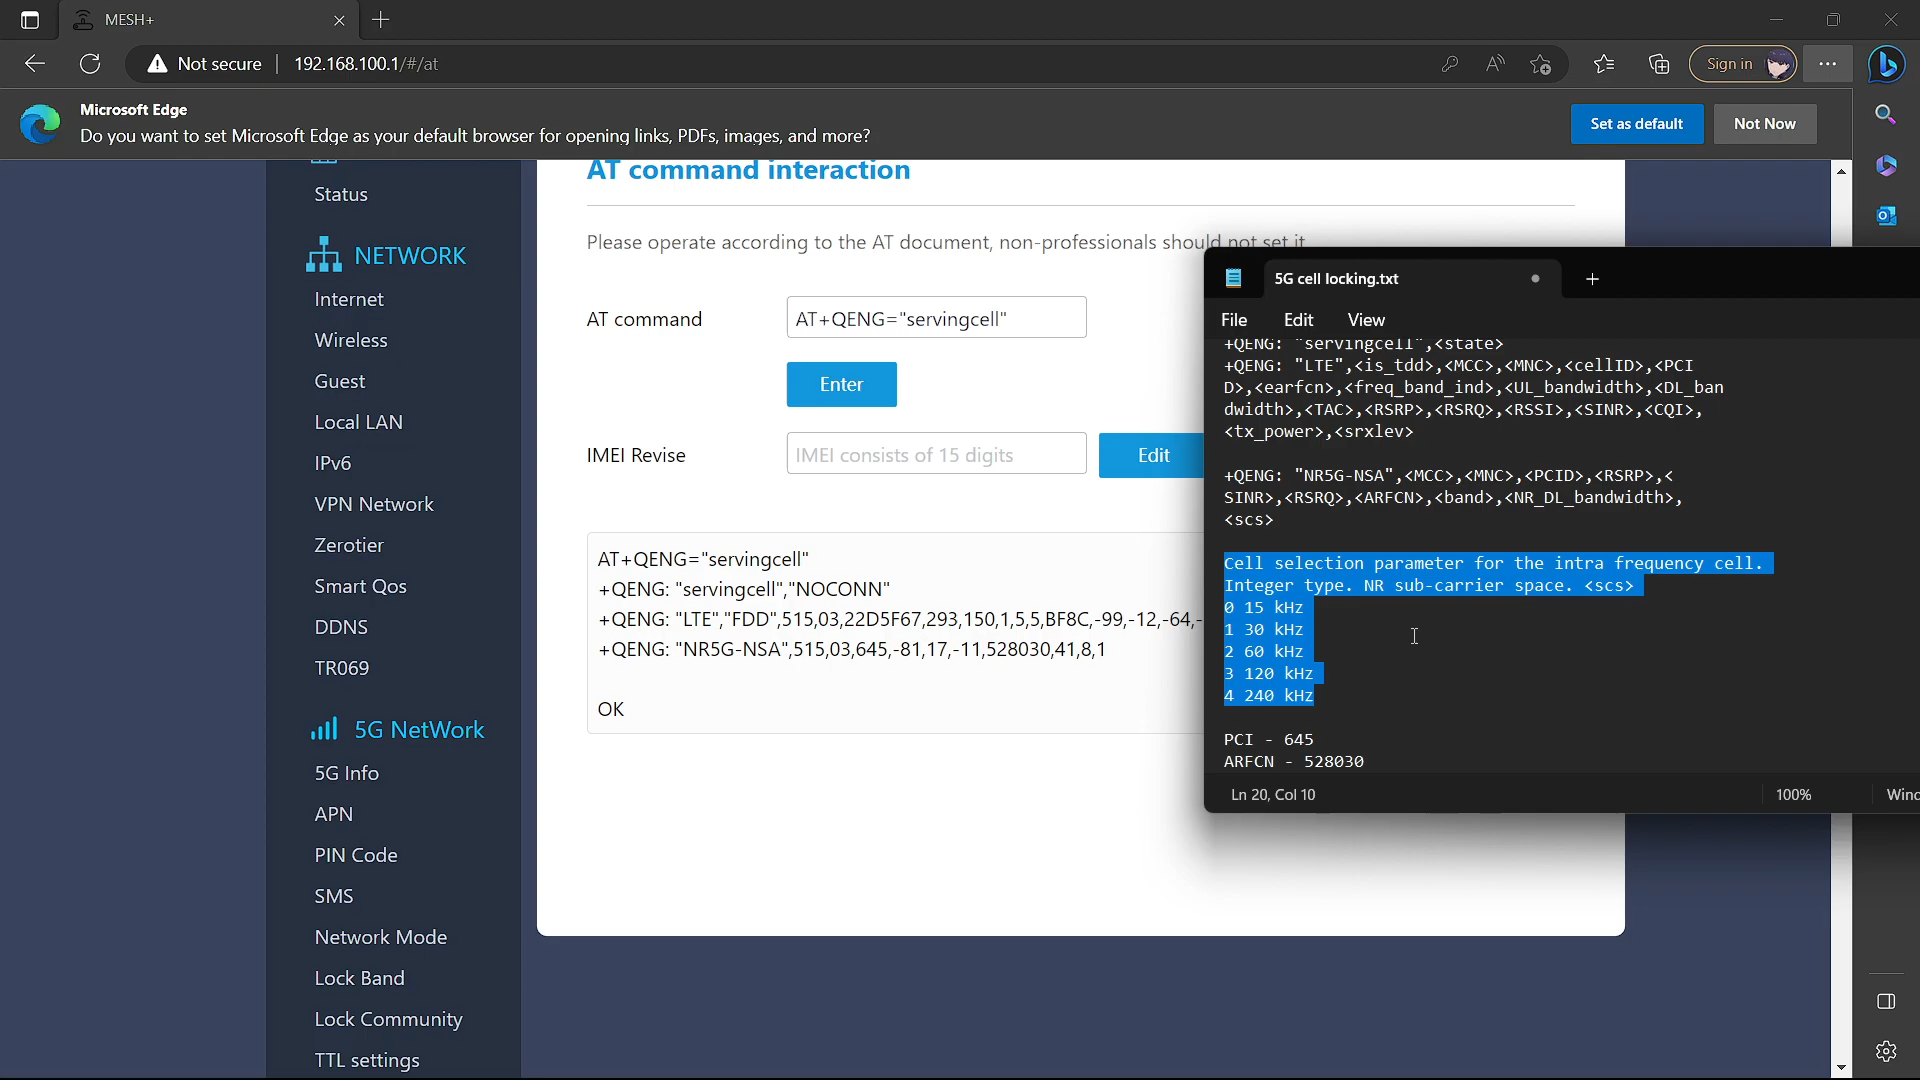 MESH+
Not secure
192.168.100.1/#/at
Sign in
Microsoft Edge
Do you want to set Microsoft Edge as your default browser for opening links, PDFs, images, and more?
Set as default
Not Now
Status
NETWORK
Internet
Wireless
Guest
Local LAN
IPv6
VPN Network
Zerotier
Smart Qos
DDNS
TR069
5G NetWork
5G Info
APN
PIN Code
SMS
Network Mode
Lock Band
Lock Community
TTL settings
AT command interaction
Please operate according to the AT document, non-professionals should not set it
AT command
AT+QENG="servingcell"
Enter
IMEI Revise
IMEI consists of 15 digits
Edit
AT+QENG="servingcell"
+QENG: "servingcell","NOCONN"
+QENG: "LTE","FDD",515,03,22D5F67,293,150,1,5,5,BF8C,-99,-12,-64,-
+QENG: "NR5G-NSA",515,03,645,-81,17,-11,528030,41,8,1
OK
5G cell locking.txt
File Edit View
+QENG: "servingcell",<state>
+QENG: "LTE",<is_tdd>,<MCC>,<MNC>,<cellID>,<PCI
D>,<earfcn>,<freq_band_ind>,<UL_bandwidth>,<DL_ban
dwidth>,<TAC>,<RSRP>,<RSRQ>,<RSSI>,<SINR>,<CQI>,
<tx_power>,<srxlev>
+QENG: "NR5G-NSA",<MCC>,<MNC>,<PCID>,<RSRP>,<
SINR>,<RSRQ>,<ARFCN>,<band>,<NR_DL_bandwidth>,
<scs>
Cell selection parameter for the intra frequency cell.
Integer type. NR sub-carrier space. <scs>
0 15 kHz
1 30 kHz
2 60 kHz
3 120 kHz
4 240 kHz
PCI - 645
ARFCN - 528030
Ln 20, Col 10
100%
Winc